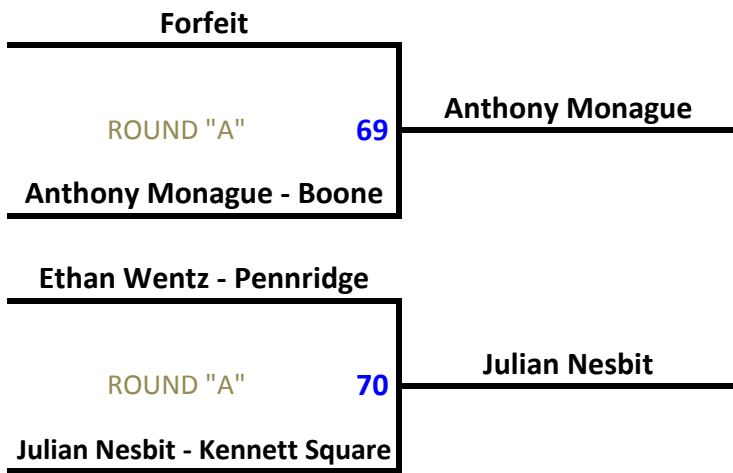 Forfeit
ROUND "A" 69
Anthony Monague
Anthony Monague - Boone
Ethan Wentz - Pennridge
ROUND "A" 70
Julian Nesbit
Julian Nesbit - Kennett Square